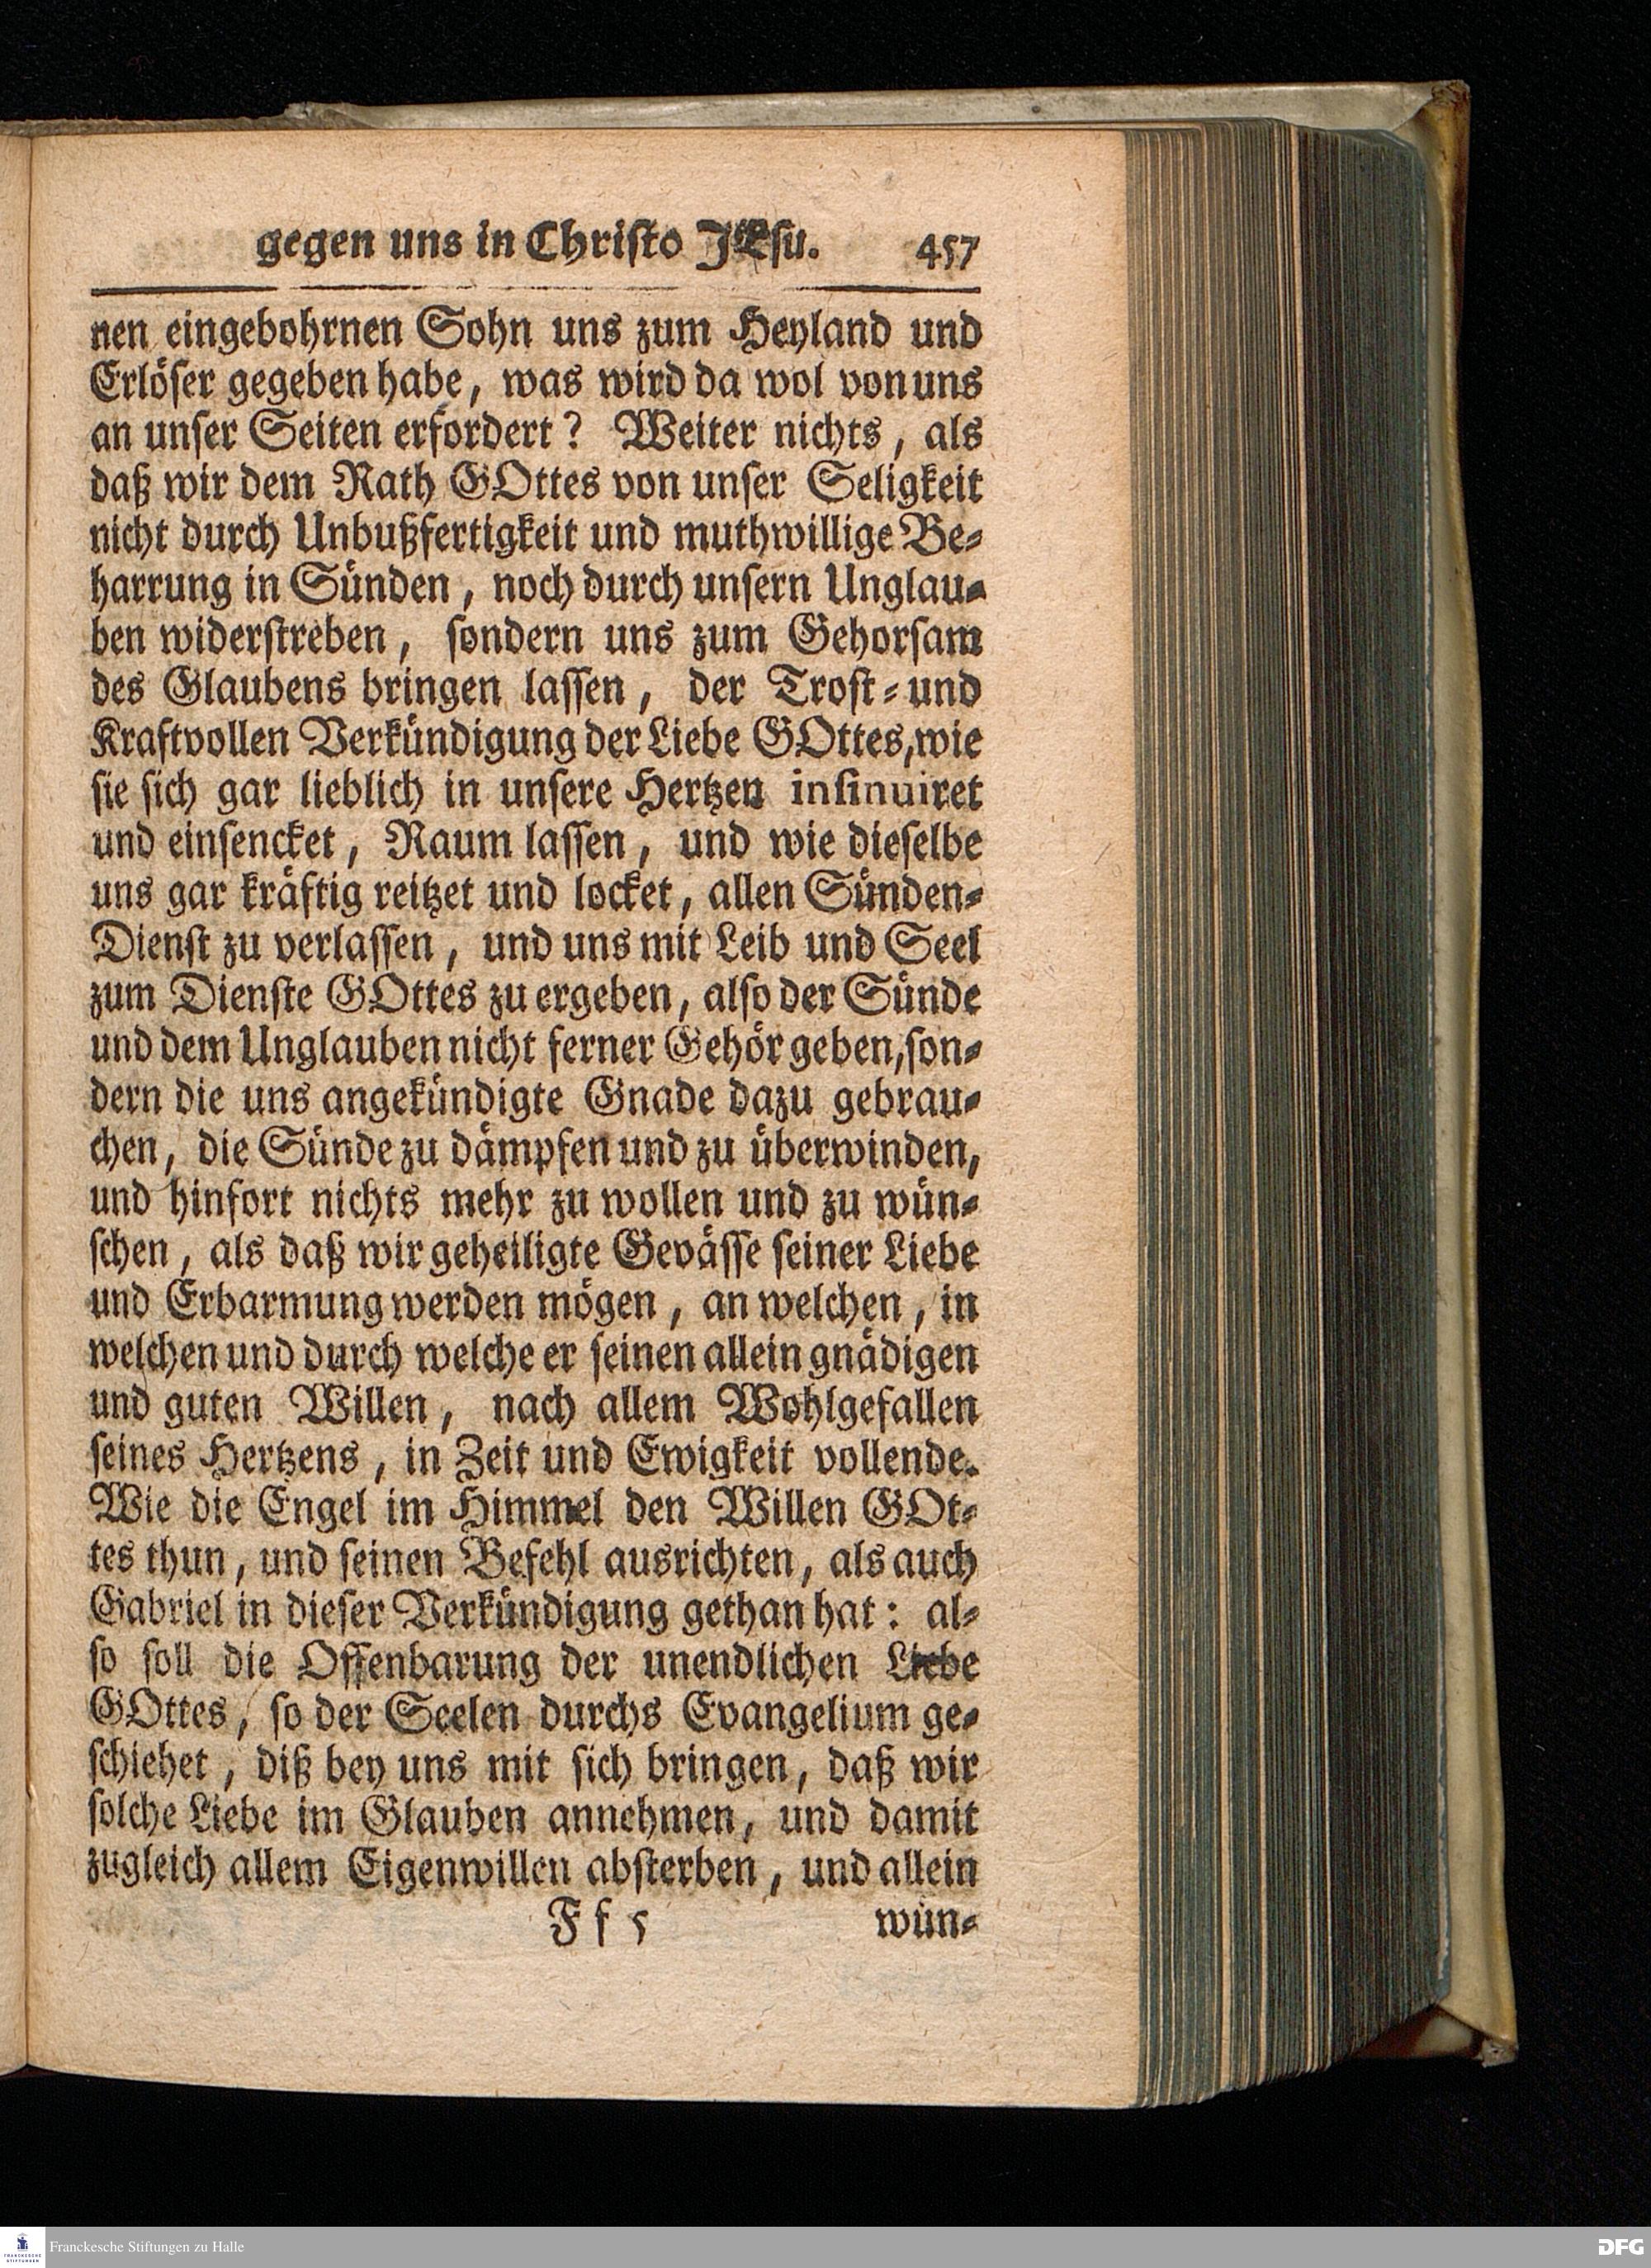 gegen uns in Christo JEsu. 457
nen eingebohrnen Sohn uns zum Heyland und
Erlöser gegeben habe, was wird da wol von uns
an unser Seiten erfordert? Weiter nichts, als
daß wir dem Rath GOttes von unser Seligkeit
nicht durch Unbußfertigkeit und muthwillige Be-
harrung in Sünden, noch durch unsern Unglau-
ben widerstreben, sondern uns zum Gehorsam
des Glaubens bringen lassen, der Trost- und
Kraftvollen Verkündigung der Liebe GOttes, wie
sie sich gar lieblich in unsere Hertzen insinuiret
und einsencket, Raum lassen, und wie dieselbe
uns gar kräftig reitzet und locket, allen Sünden-
Dienst zu verlassen, und uns mit Leib und Seel
zum Dienste GOttes zu ergeben, also der Sünde
und dem Unglauben nicht ferner Gehör geben, son-
dern die uns angekündigte Gnade dazu gebrau-
chen, die Sünde zu dämpfen und zu überwinden,
und hinfort nichts mehr zu wollen und zu wün-
schen, als daß wir geheiligte Gevässe seiner Liebe
und Erbarmung werden mögen, an welchen, in
welchen und durch welche er seinen allein gnädigen
und guten Willen, nach allem Wohlgefallen
seines Hertzens, in Zeit und Ewigkeit vollende.
Wie die Engel im Himmel den Willen GOt-
tes thun, und seinen Befehl ausrichten, als auch
Gabriel in dieser Verkündigung gethan hat: al-
so soll die Offenbarung der unendlichen Liebe
GOttes, so der Seelen durchs Evangelium ge-
schiehet, diß bey uns mit sich bringen, daß wir
solche Liebe im Glauben annehmen, und damit
zugleich allem Eigenwillen absterben, und allein
Ff 5 wün-
FRANCKESCHE
STIFTUNGEN
Franckesche Stiftungen zu Halle
DFG